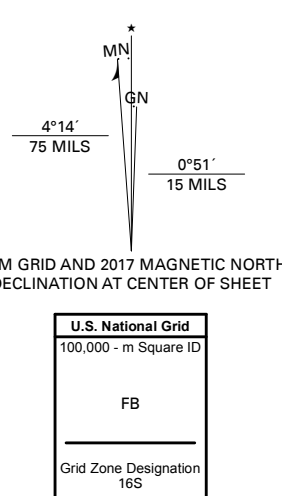 ★
MN
GN
4°14´
75 MILS
0°51´
15 MILS
M GRID AND 2017 MAGNETIC NORTH
DECLINATION AT CENTER OF SHEET
U.S. National Grid
100,000 - m Square ID
FB
Grid Zone Designation
16S